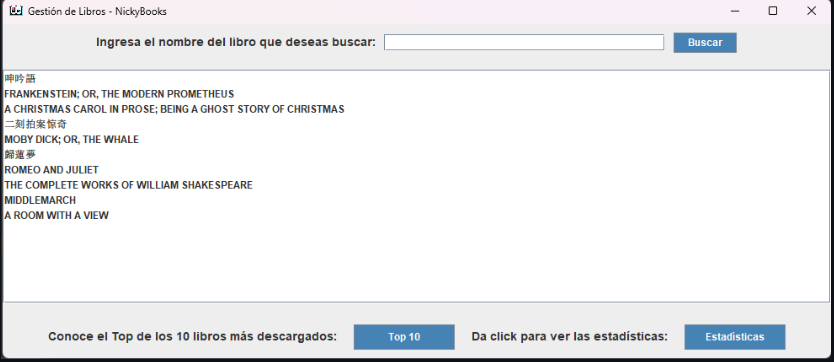 Gestión de Libros - NickyBooks
Ingresa el nombre del libro que deseas buscar: Buscar
呻吟語
FRANKENSTEIN; OR, THE MODERN PROMETHEUS
A CHRISTMAS CAROL IN PROSE; BEING A GHOST STORY OF CHRISTMAS
二刻拍案惊奇
MOBY DICK; OR, THE WHALE
歸蓮夢
ROMEO AND JULIET
THE COMPLETE WORKS OF WILLIAM SHAKESPEARE
MIDDLEMARCH
A ROOM WITH A VIEW
Conoce el Top de los 10 libros más descargados: Top 10 Da click para ver las estadísticas: Estadísticas